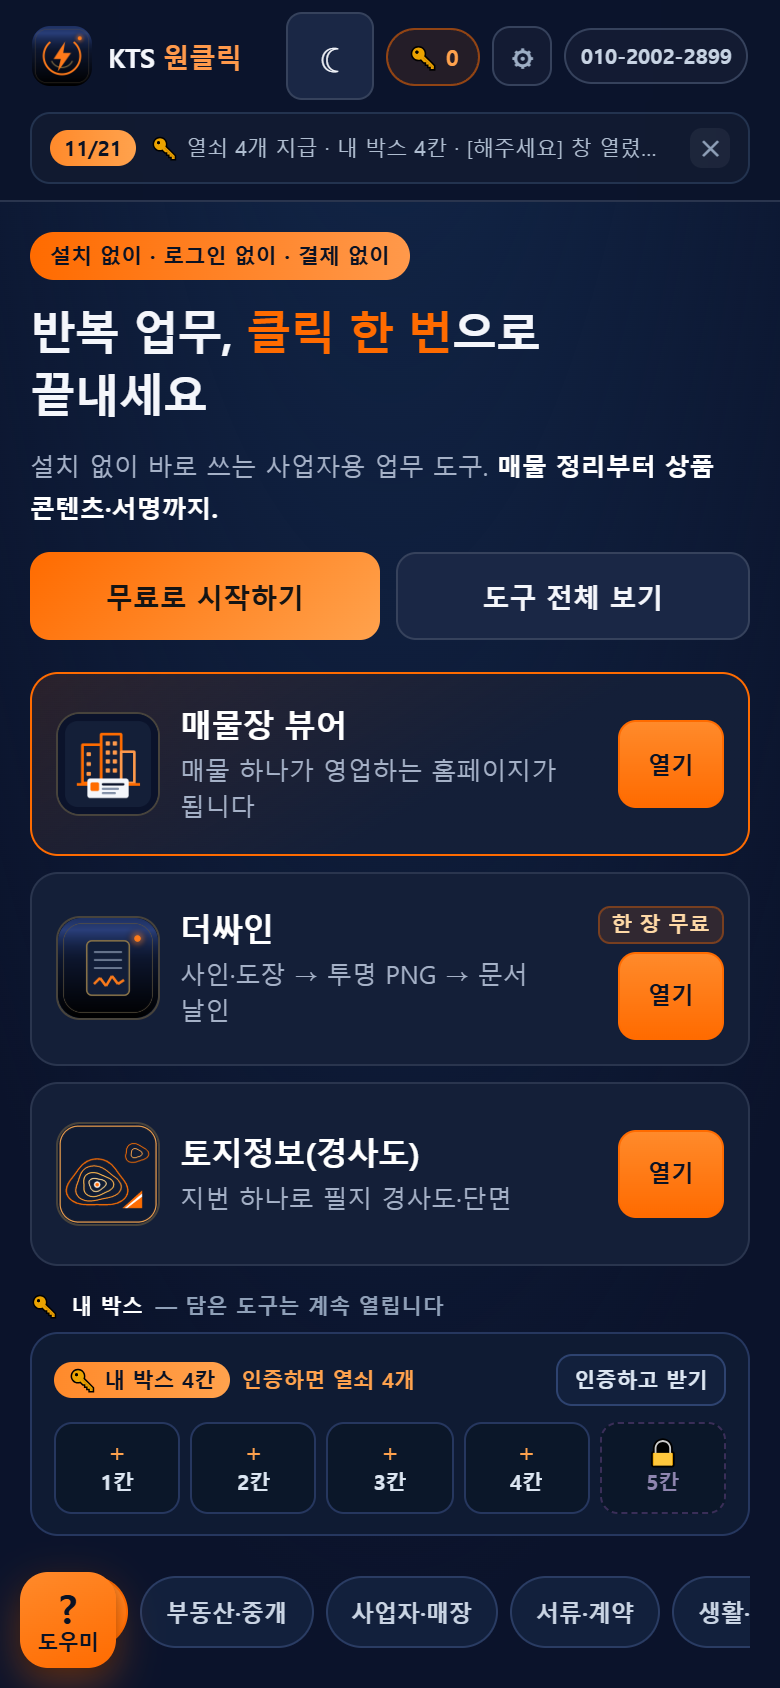 KTS 원클릭
🔑 0
010-2002-2899
11/21 🔑 열쇠 4개 지급 · 내 박스 4칸 · [해주세요] 창 열렸...
설치 없이 · 로그인 없이 · 결제 없이
반복 업무, 클릭 한 번으로
끝내세요
설치 없이 바로 쓰는 사업자용 업무 도구. 매물 정리부터 상품
콘텐츠·서명까지.
무료로 시작하기
도구 전체 보기
매물장 뷰어
매물 하나가 영업하는 홈페이지가
됩니다
열기
더싸인
사인·도장 → 투명 PNG → 문서
날인
한 장 무료
열기
토지정보(경사도)
지번 하나로 필지 경사도·단면
열기
🔑 내 박스 — 담은 도구는 계속 열립니다
🔑 내 박스 4칸 인증하면 열쇠 4개
인증하고 받기
+
1칸
+
2칸
+
3칸
+
4칸
🔒
5칸
?
도우미
부동산·중개
사업자·매장
서류·계약
생활·